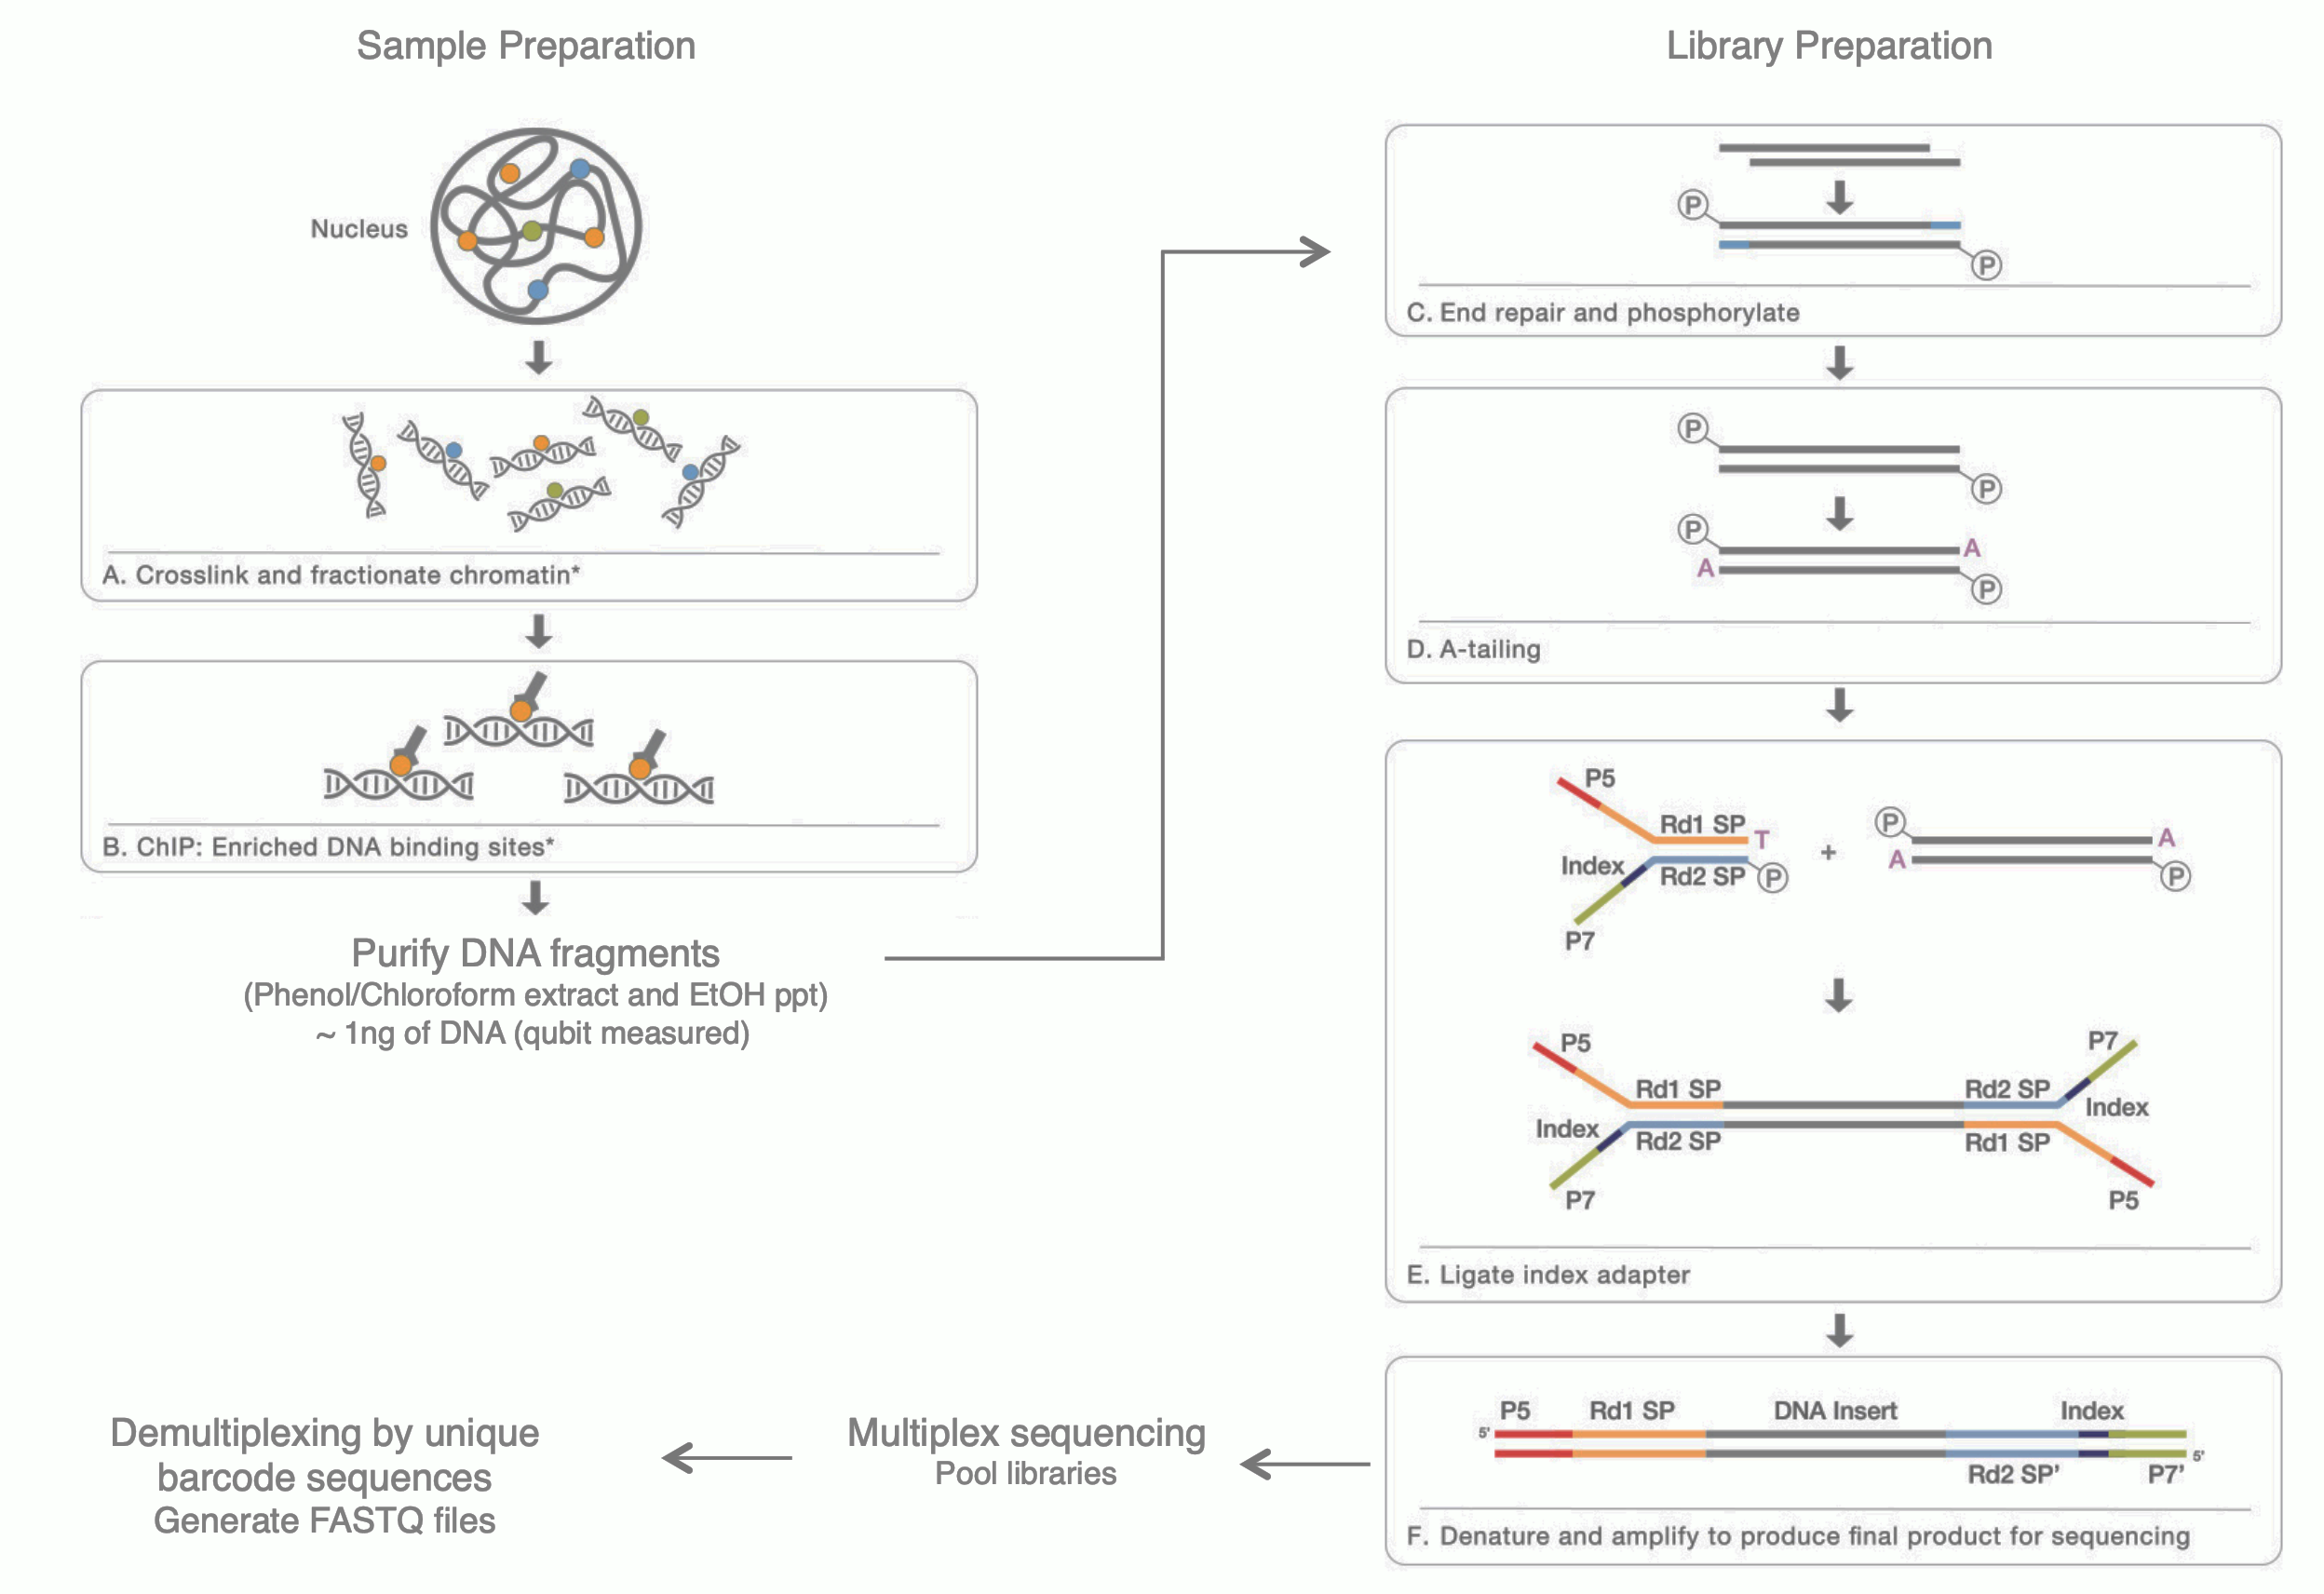 Sample Preparation
Nucleus
A. Crosslink and fractionate chromatin*
B. ChIP: Enriched DNA binding sites*
Purify DNA fragments
(Phenol/Chloroform extract and EtOH ppt)
~ 1ng of DNA (qubit measured)
Library Preparation
P
P
C. End repair and phosphorylate
P
P
P
A
A
P
D. A-tailing
P5
Rd1 SP
T
Index
Rd2 SP
P
P7
+
P
A
A
P
P5
P7
Rd1 SP
Rd2 SP
Index
Index
Rd2 SP
Rd1 SP
P7
P5
E. Ligate index adapter
P5 Rd1 SP DNA Insert Index
5'
5'
Rd2 SP' P7'
F. Denature and amplify to produce final product for sequencing
Multiplex sequencing
Pool libraries
Demultiplexing by unique
barcode sequences
Generate FASTQ files